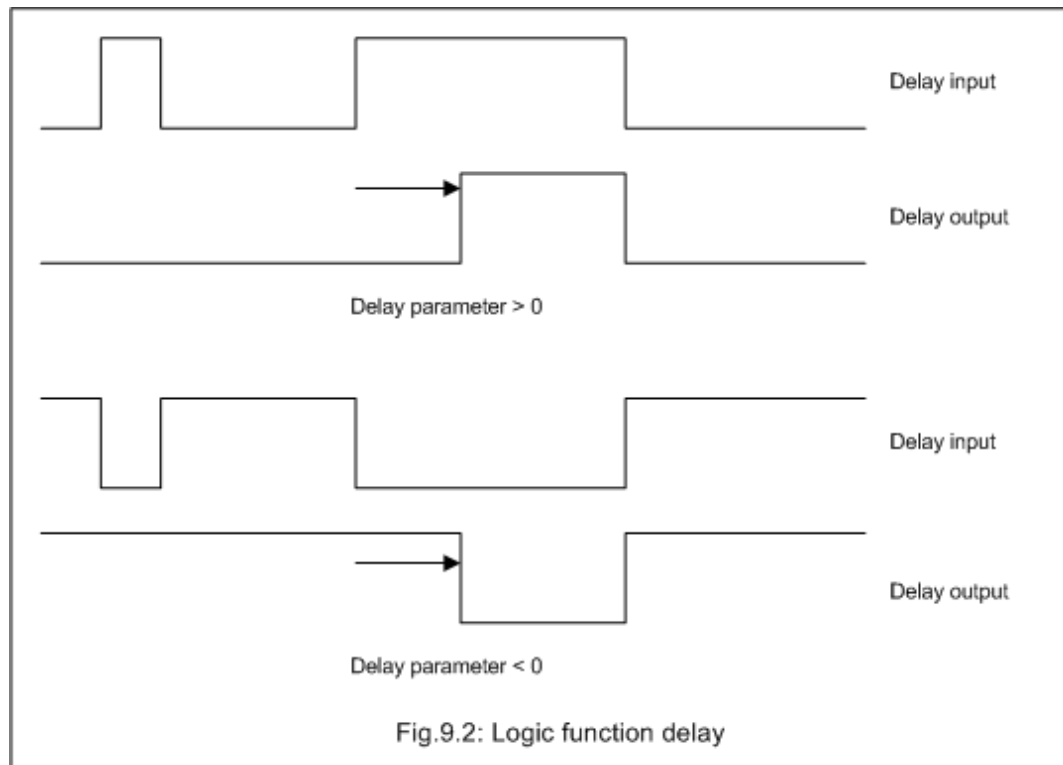 Delay input
Delay output
Delay parameter > 0
Delay input
Delay output
Delay parameter < 0
Fig.9.2: Logic function delay